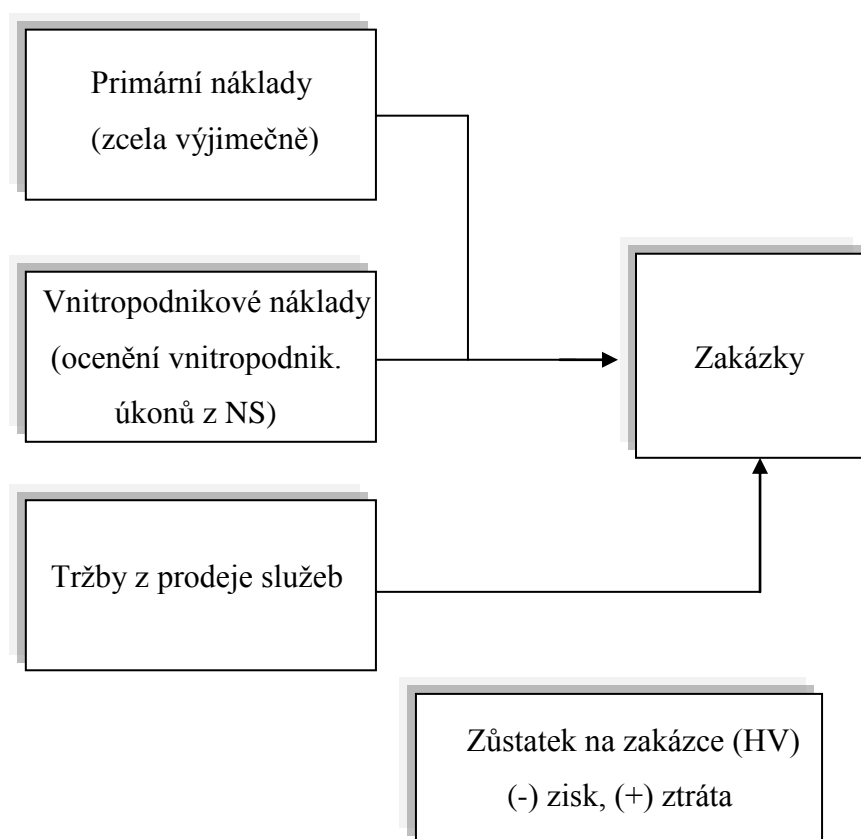 Primární náklady
(zcela výjimečně)
Vnitropodnikové náklady
(ocenění vnitropodnik.
úkonů z NS)
Zakázky
Tržby z prodeje služeb
Zůstatek na zakázce (HV)
(-) zisk, (+) ztráta